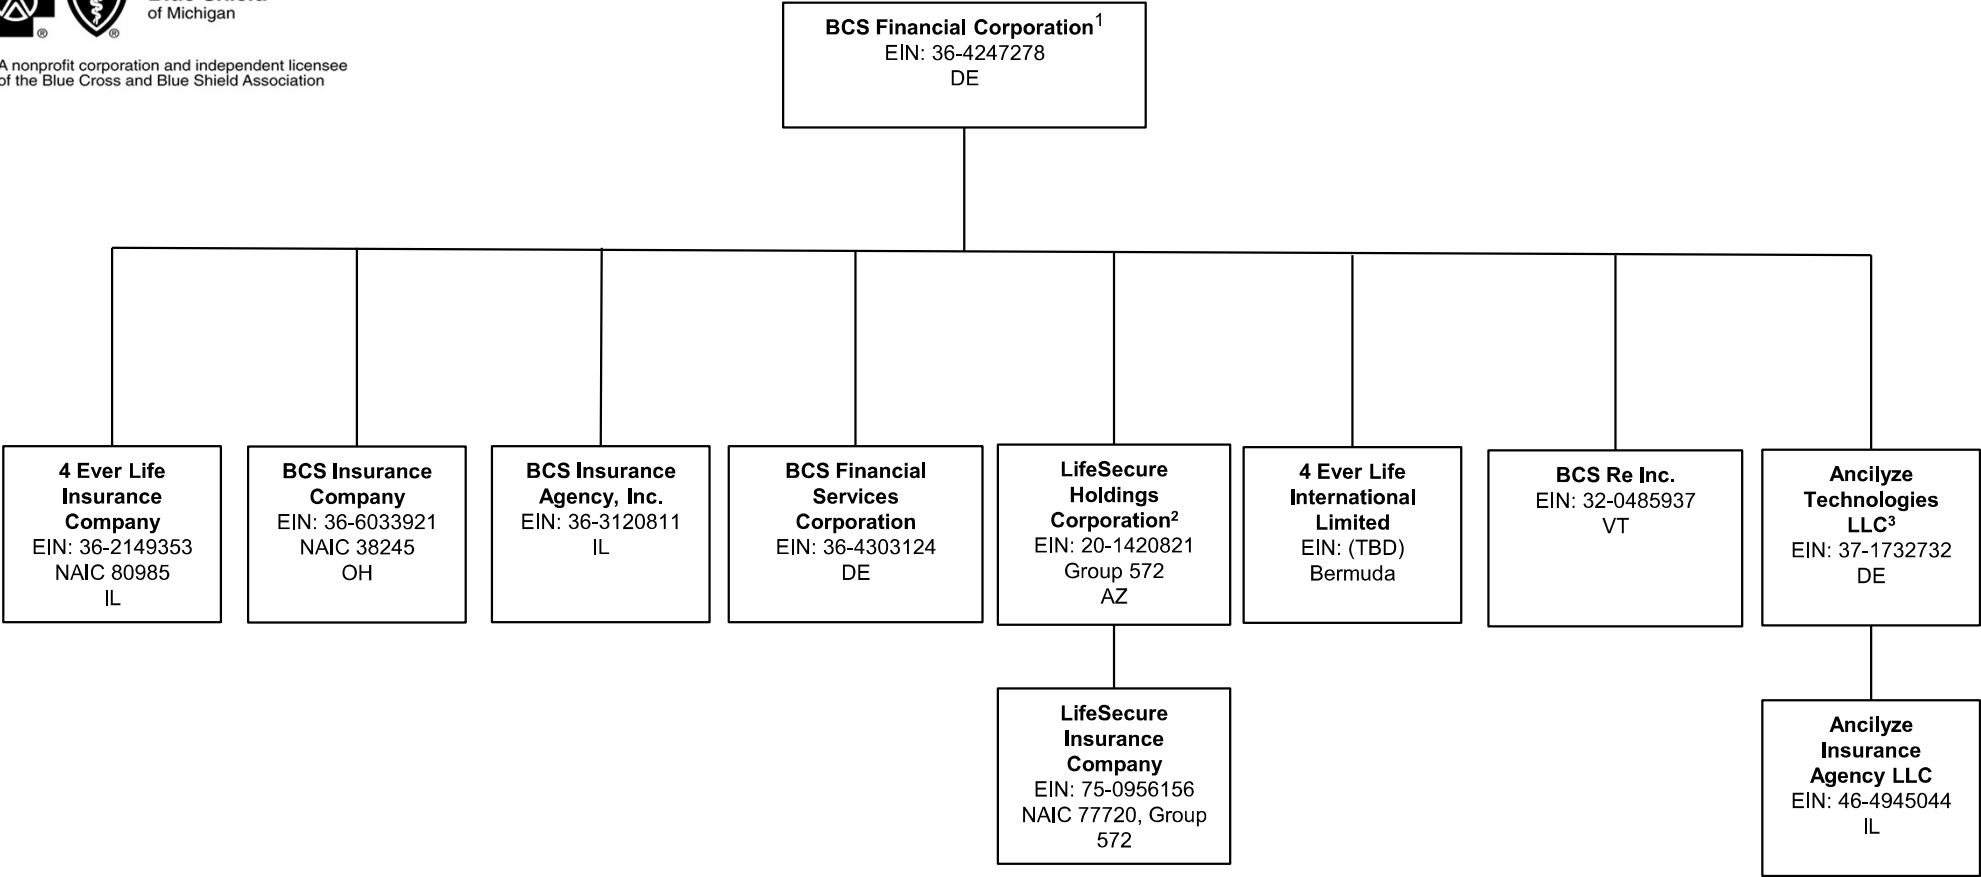 of Michigan
® ®
A nonprofit corporation and independent licensee
of the Blue Cross and Blue Shield Association
BCS Financial Corporation¹
EIN: 36-4247278
DE
4 Ever Life
Insurance
Company
EIN: 36-2149353
NAIC 80985
IL
BCS Insurance
Company
EIN: 36-6033921
NAIC 38245
OH
BCS Insurance
Agency, Inc.
EIN: 36-3120811
IL
BCS Financial
Services
Corporation
EIN: 36-4303124
DE
LifeSecure
Holdings
Corporation²
EIN: 20-1420821
Group 572
AZ
4 Ever Life
International
Limited
EIN: (TBD)
Bermuda
BCS Re Inc.
EIN: 32-0485937
VT
Ancilyze
Technologies
LLC³
EIN: 37-1732732
DE
LifeSecure
Insurance
Company
EIN: 75-0956156
NAIC 77720, Group
572
Ancilyze
Insurance
Agency LLC
EIN: 46-4945044
IL